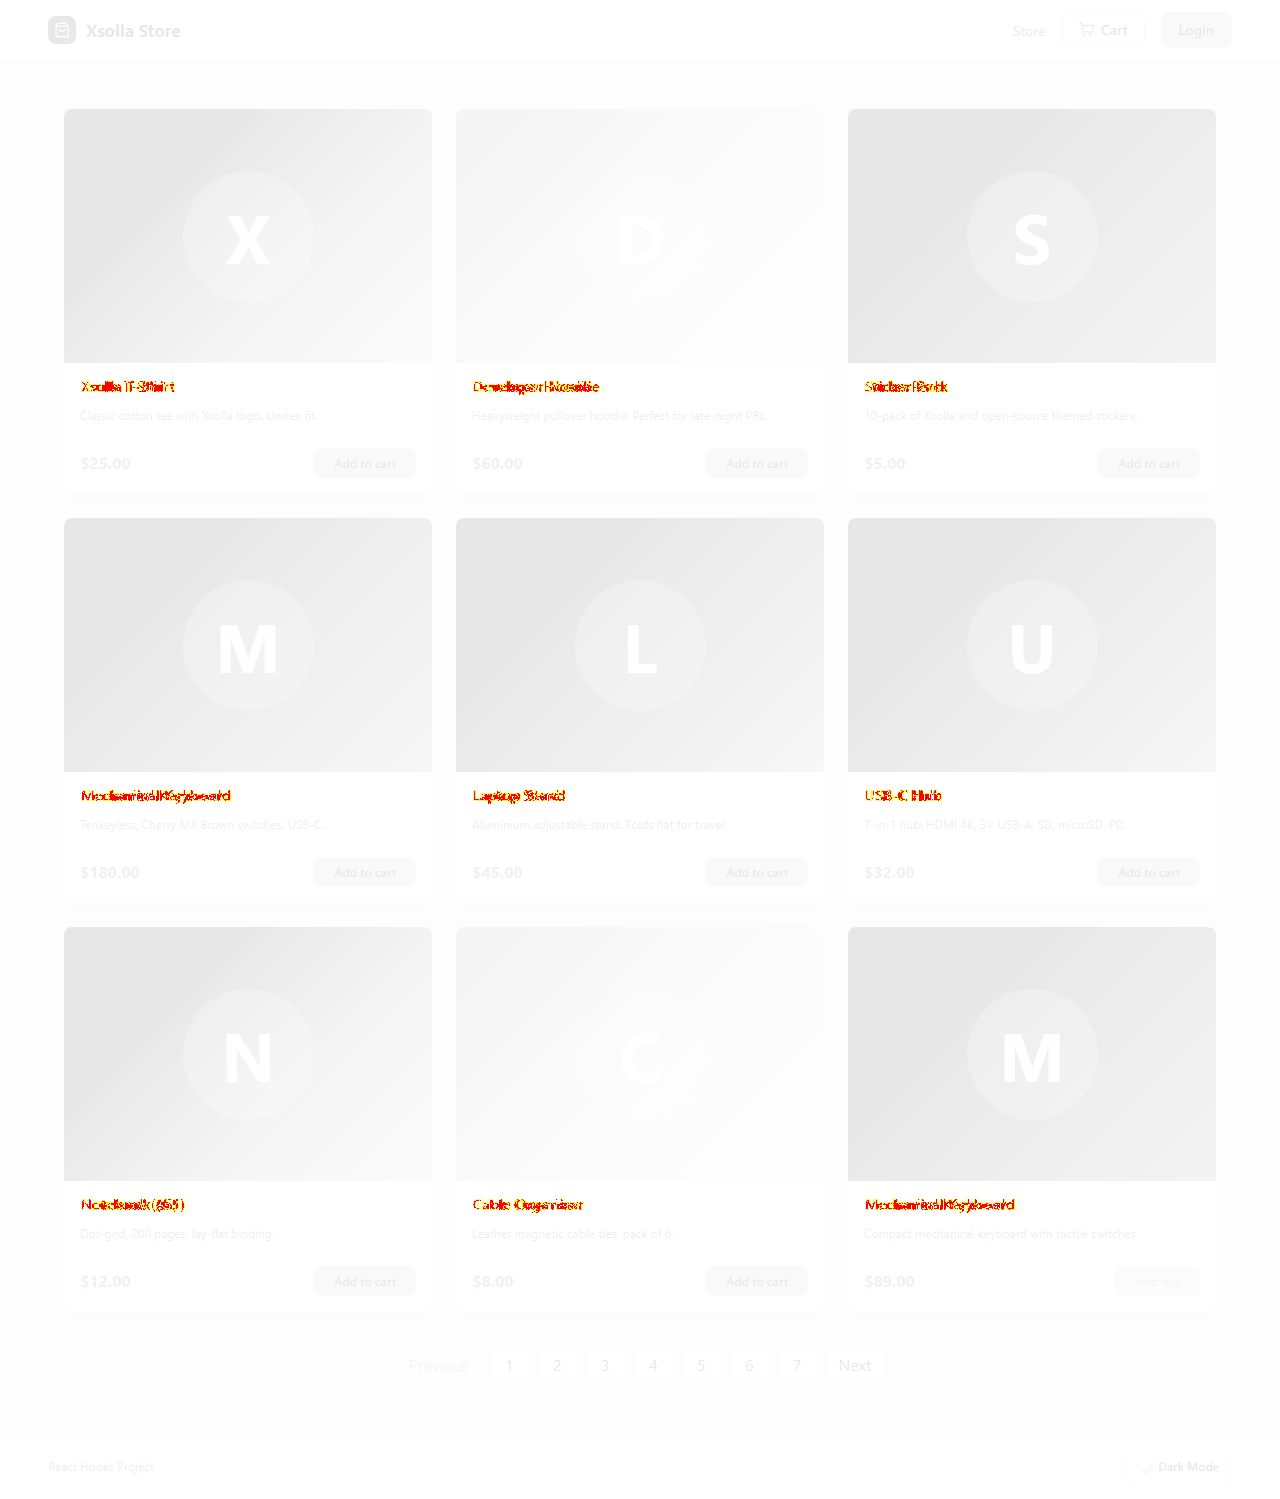 Xsolla Store
Store
Cart
Login
X
D
S
Xsolla T-Shirt
Developer Hoodie
Sticker Pack
Classic cotton tee with Xsolla logo. Unisex fit.
Heavyweight pullover hoodie. Perfect for late-night PRs.
10-pack of Xsolla and open-source themed stickers.
$25.00
Add to cart
$60.00
Add to cart
$5.00
Add to cart
M
L
U
Mechanical Keyboard
Laptop Stand
USB-C Hub
Tenkeyless, Cherry MX Brown switches. USB-C.
Aluminium adjustable stand. Folds flat for travel.
7-in-1 hub: HDMI 4K, 3× USB-A, SD, microSD, PD.
$180.00
Add to cart
$45.00
Add to cart
$32.00
Add to cart
N
C
M
Notebook (A5)
Cable Organiser
Mechanical Keyboard
Dot-grid, 200 pages, lay-flat binding.
Leather magnetic cable ties, pack of 6.
Compact mechanical keyboard with tactile switches
$12.00
Add to cart
$8.00
Add to cart
$89.00
Sold out
Previous
1
2
3
4
5
6
7
Next
React Hooks Project
Dark Mode